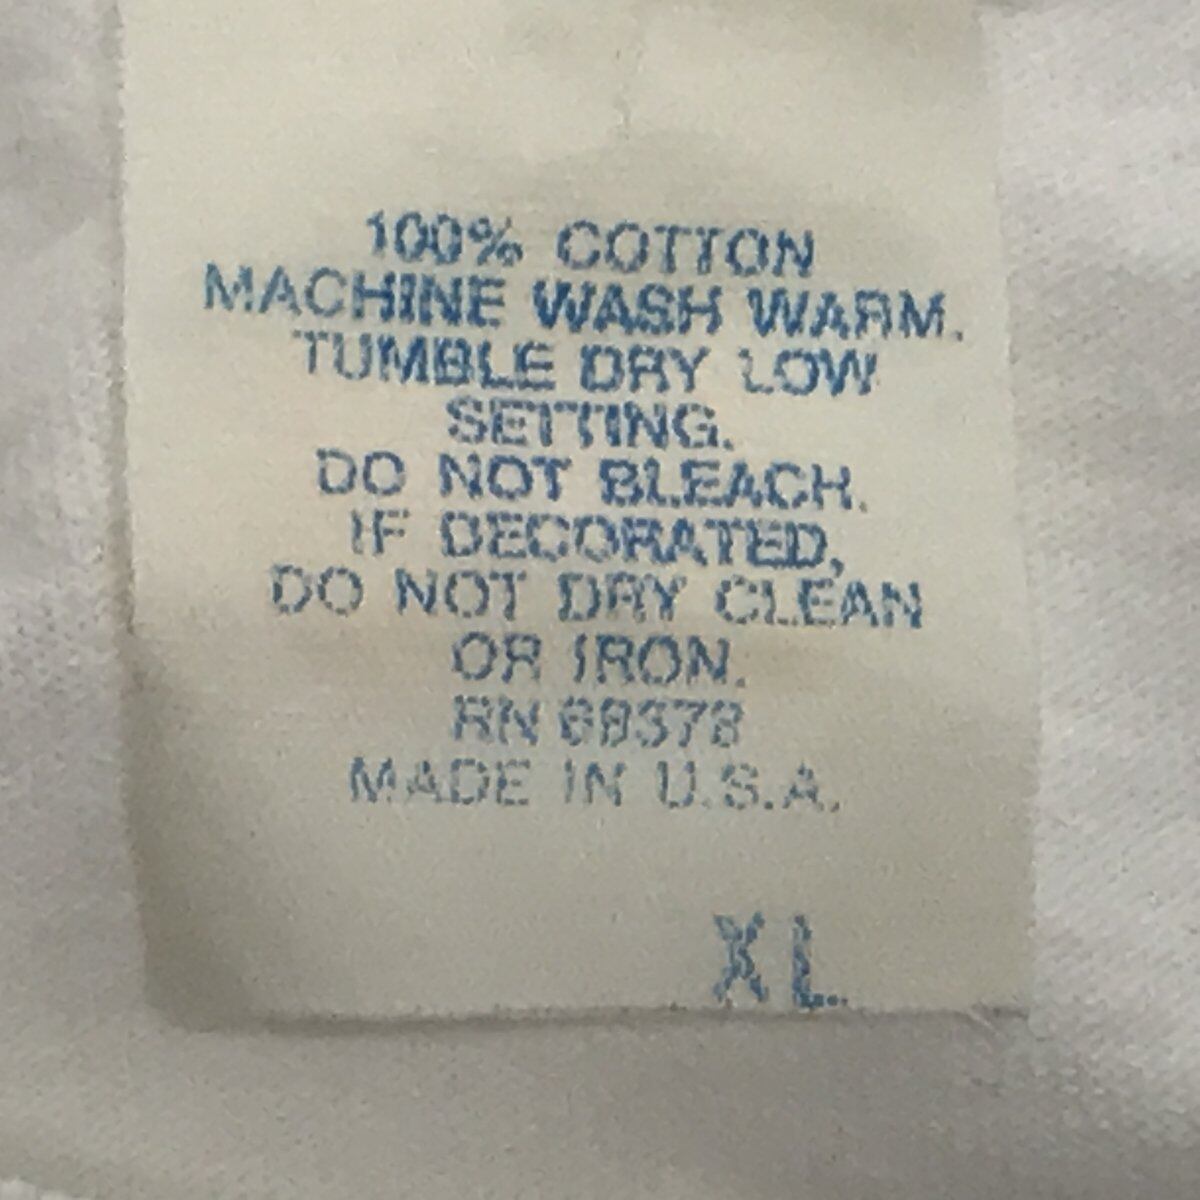 100% COTTON
MACHINE WASH WARM.
TUMBLE DRY LOW
SETTING.
DO NOT BLEACH.
IF DECORATED,
DO NOT DRY CLEAN
OR IRON.
RN
MADE IN U.S.A.
XL